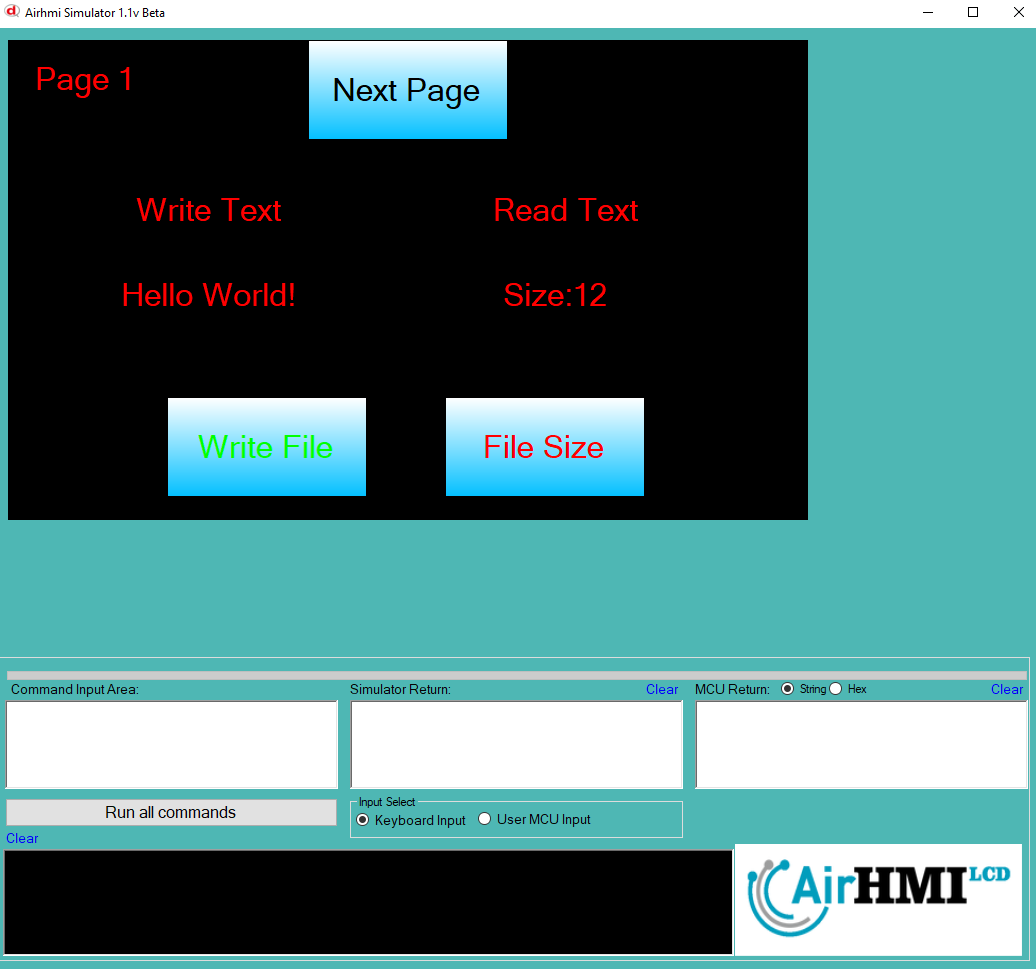 Airhmi Simulator 1.1v Beta
Page 1
Next Page
Write Text
Read Text
Hello World!
Size:12
Write File
File Size
Command Input Area:
Simulator Return:
Clear
MCU Return:
String
Hex
Clear
Run all commands
Input Select
Keyboard Input
User MCU Input
Clear
AirHMI LCD